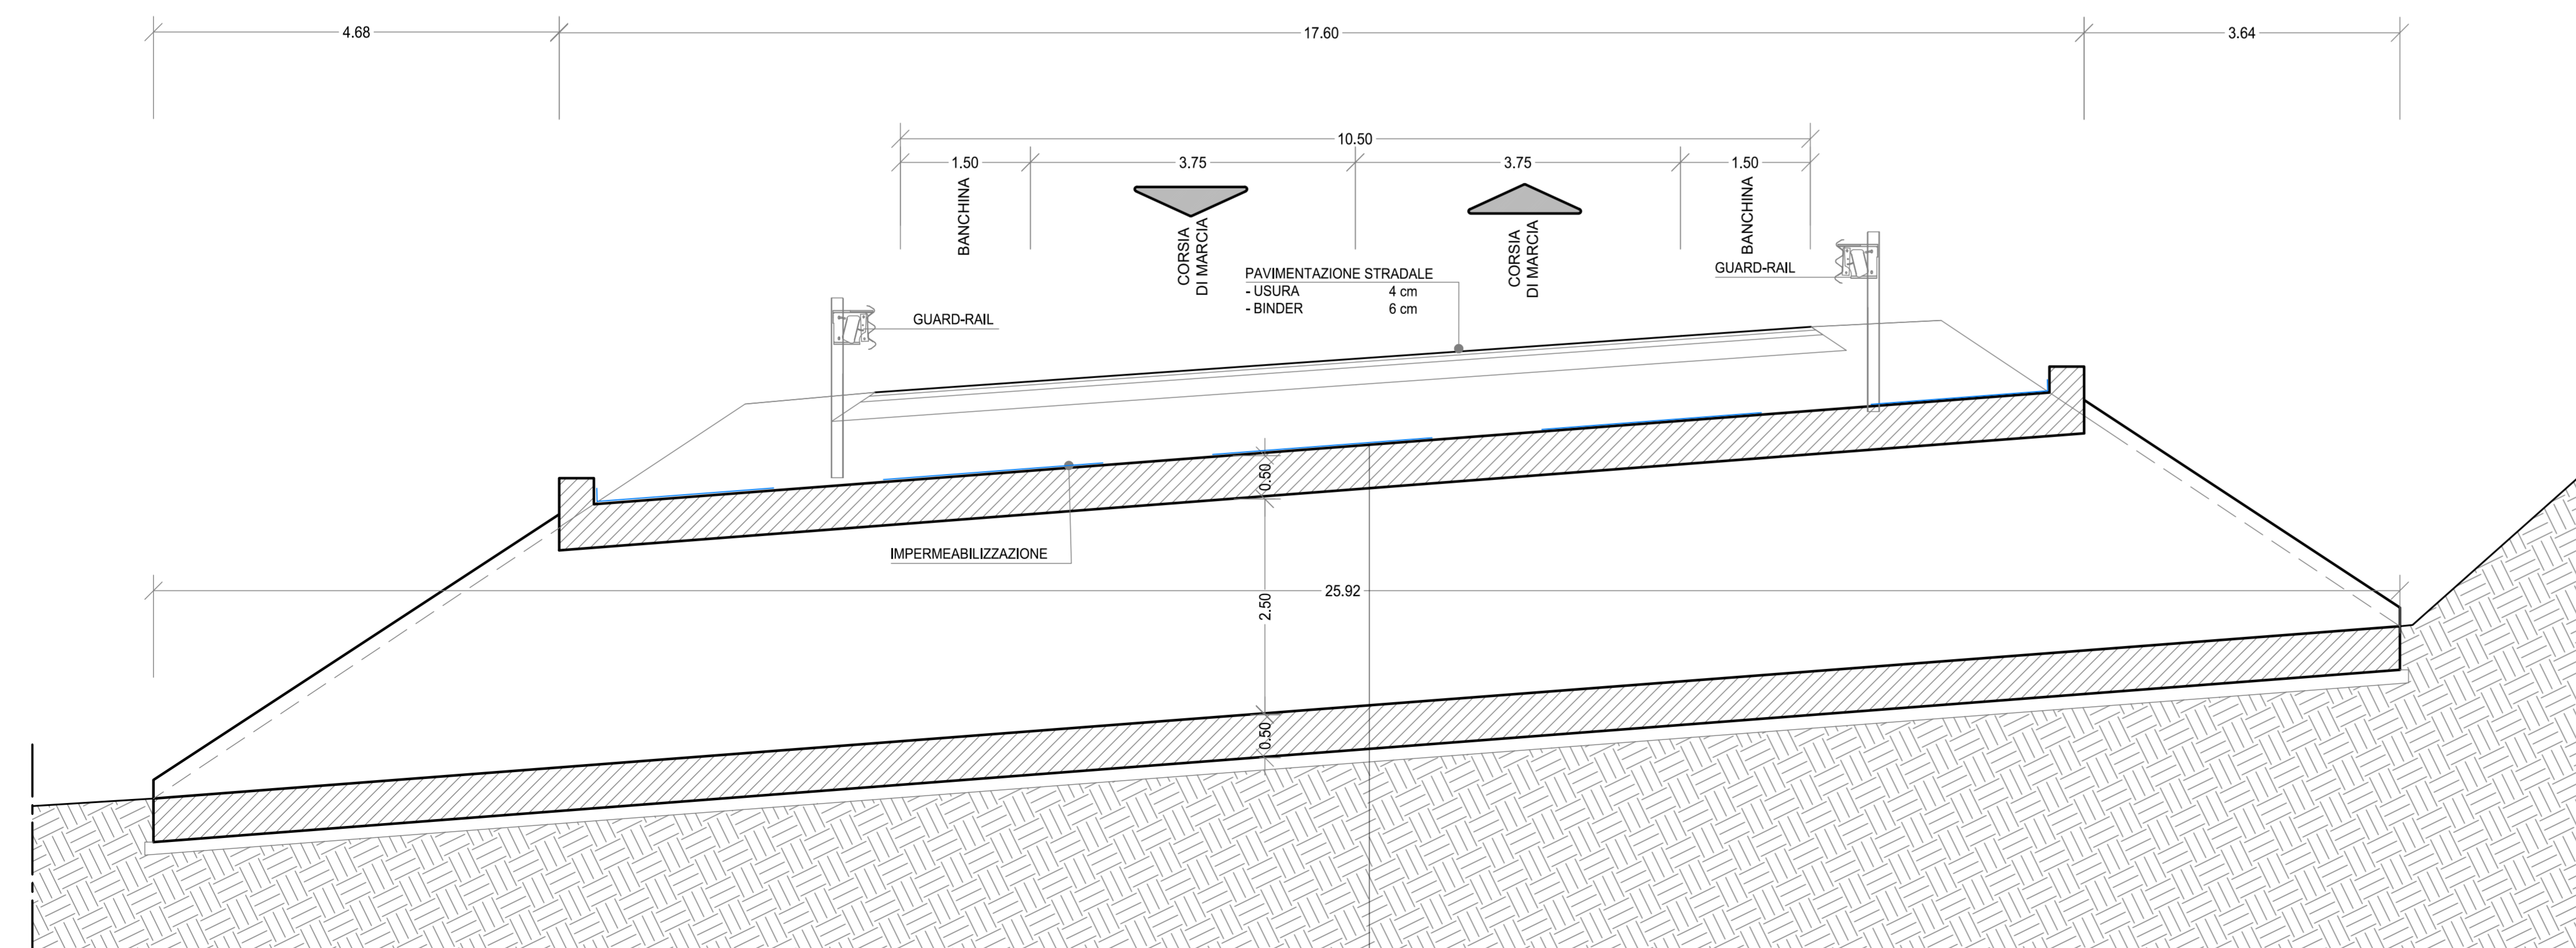 4.68
17.60
3.64
10.50
1.50
3.75
3.75
1.50
BANCHINA
CORSIA
DI MARCIA
CORSIA
DI MARCIA
BANCHINA
PAVIMENTAZIONE STRADALE
- USURA 4 cm
- BINDER 6 cm
GUARD-RAIL
GUARD-RAIL
0.50
IMPERMEABILIZZAZIONE
25.92
2.50
0.50